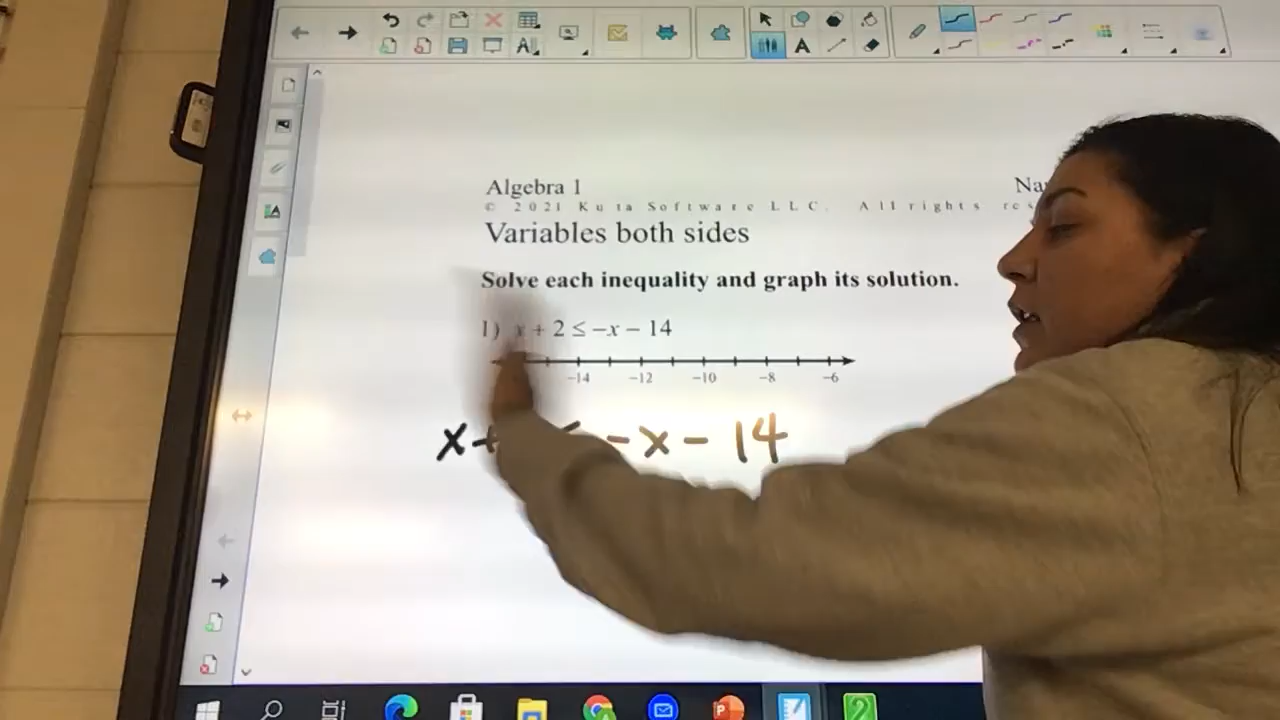 Algebra 1
© 2021 Kuta Software LLC. All rights
Variables both sides
Solve each inequality and graph its solution.
1) x + 2 ≤ −x − 14
−14 −12 −10 −8 −6
x+ −x− 14